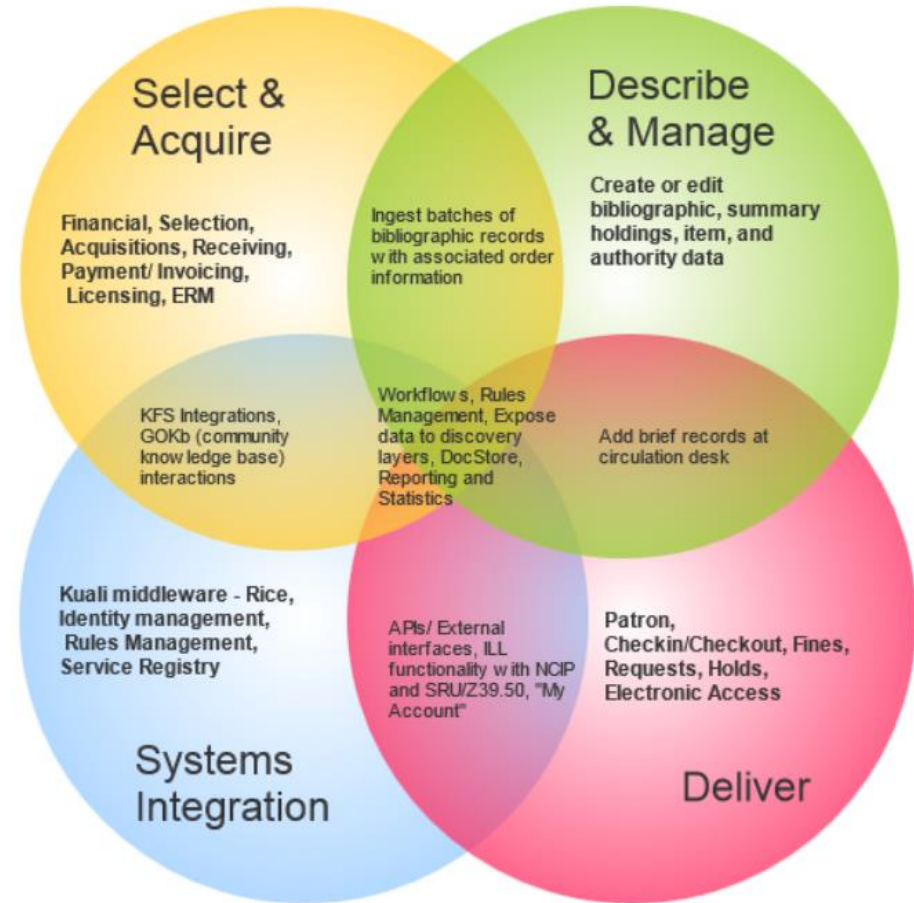 Select &
Acquire
Financial, Selection,
Acquisitions, Receiving,
Payment/ Invoicing,
Licensing, ERM
Ingest batches of
bibliographic records
with associated order
information
Describe
& Manage
Create or edit
bibliographic, summary
holdings, item, and
authority data
KFS Integrations,
GOKb (community
knowledge base)
interactions
Workflows, Rules
Management, Expose
data to discovery
layers, DocStore,
Reporting and
Statistics
Add brief records at
circulation desk
Kuali middleware - Rice,
Identity management,
Rules Management,
Service Registry
Systems
Integration
APIs/ External
interfaces, ILL
functionality with NCIP
and SRU/Z39.50, "My
Account"
Patron,
Checkin/Checkout, Fines,
Requests, Holds,
Electronic Access
Deliver